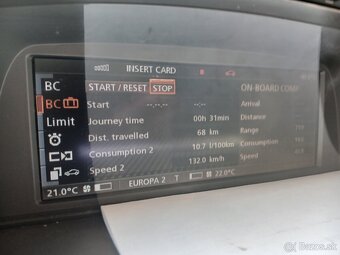 INSERT CARD
BC START / RESET STOP ON-BOARD COMP
BC Start --.--.-- --:-- Arrival
Limit Journey time 00h 31min Distance
Dist. travelled 68 km Range
Consumption 2 10.7 l/100km Consumption
Speed 2 132.0 km/h Speed
21.0°C EUROPA 2 T 22.0°C
bazos.sk